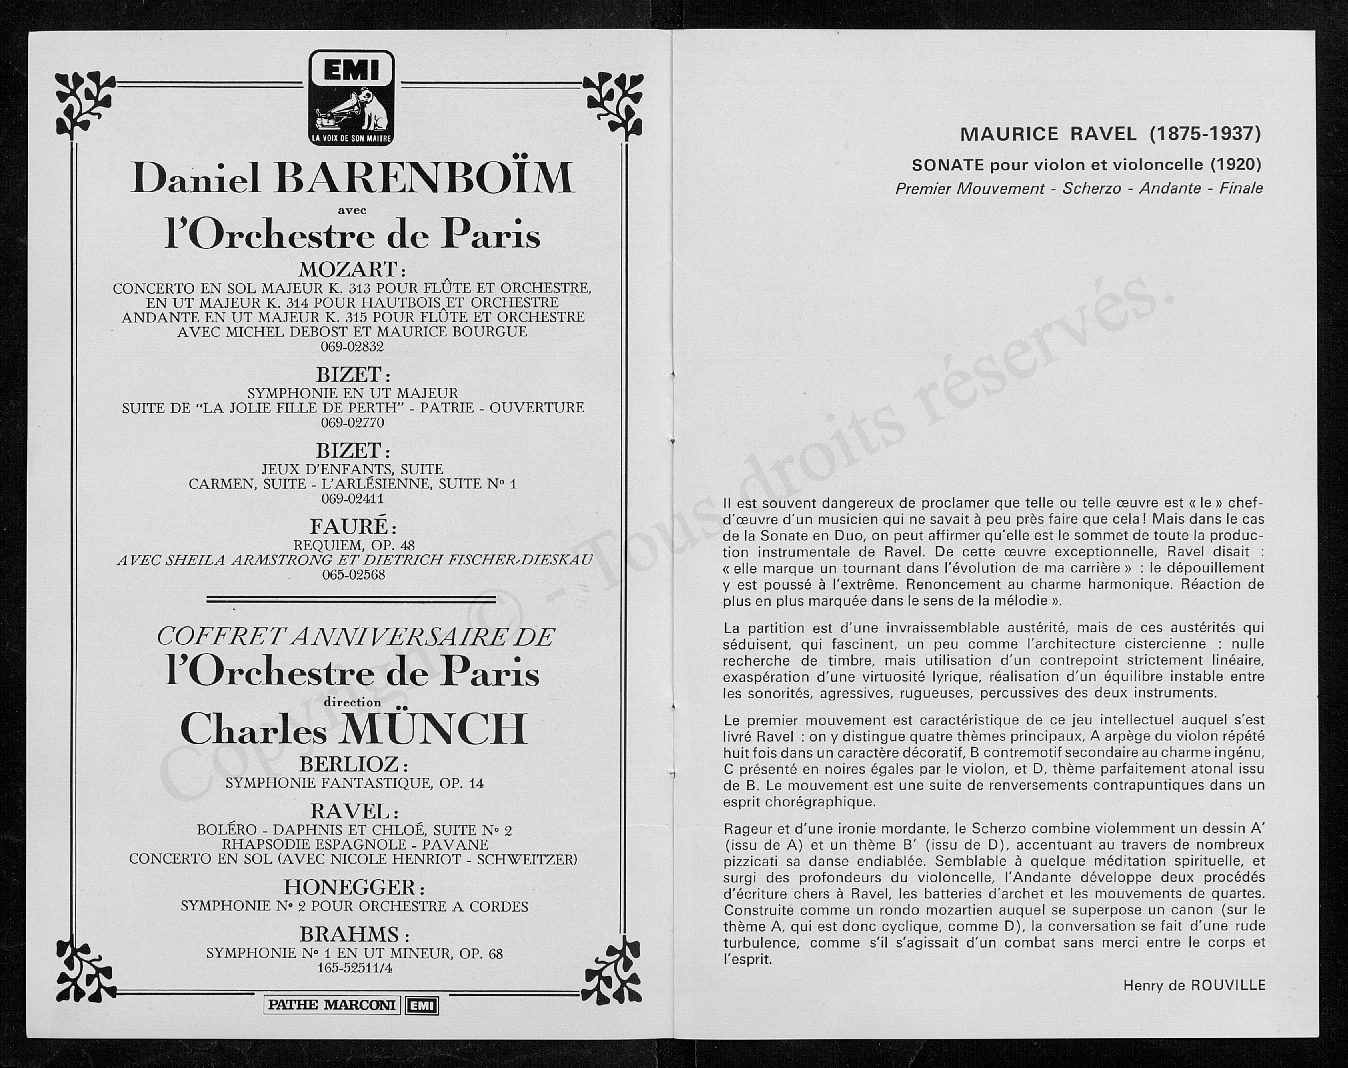 EMI
LA VOIX DE SON MAITRE
Daniel BARENBOÏM
avec
l'Orchestre de Paris
MOZART :
CONCERTO EN SOL MAJEUR K. 313 POUR FLÛTE ET ORCHESTRE,
EN UT MAJEUR K. 314 POUR HAUTBOIS ET ORCHESTRE
ANDANTE EN UT MAJEUR K. 315 POUR FLÛTE ET ORCHESTRE
AVEC MICHEL DEBOST ET MAURICE BOURGUE
069-02832
BIZET :
SYMPHONIE EN UT MAJEUR
SUITE DE "LA JOLIE FILLE DE PERTH" - PATRIE - OUVERTURE
069-02770
BIZET :
JEUX D'ENFANTS, SUITE
CARMEN, SUITE - L'ARLÉSIENNE, SUITE Nº 1
069-02411
FAURÉ :
REQUIEM, OP. 48
AVEC SHEILA ARMSTRONG ET DIETRICH FISCHER-DIESKAU
065-02568
COFFRET ANNIVERSAIRE DE
l'Orchestre de Paris
direction
Charles MÜNCH
BERLIOZ :
SYMPHONIE FANTASTIQUE, OP. 14
RAVEL :
BOLÉRO - DAPHNIS ET CHLOÉ, SUITE Nº 2
RHAPSODIE ESPAGNOLE - PAVANE
CONCERTO EN SOL (AVEC NICOLE HENRIOT - SCHWEITZER)
HONEGGER :
SYMPHONIE Nº 2 POUR ORCHESTRE A CORDES
BRAHMS :
SYMPHONIE Nº 1 EN UT MINEUR, OP. 68
165-52511/4
PATHE MARCONI EMI
MAURICE RAVEL (1875-1937)
SONATE pour violon et violoncelle (1920)
Premier Mouvement - Scherzo - Andante - Finale
Il est souvent dangereux de proclamer que telle ou telle œuvre est « le » chef-
d'œuvre d'un musicien qui ne savait à peu près faire que cela ! Mais dans le cas
de la Sonate en Duo, on peut affirmer qu'elle est le sommet de toute la produc-
tion instrumentale de Ravel. De cette œuvre exceptionnelle, Ravel disait :
« elle marque un tournant dans l'évolution de ma carrière » : le dépouillement
y est poussé à l'extrême. Renoncement au charme harmonique. Réaction de
plus en plus marquée dans le sens de la mélodie ».
La partition est d'une invraissemblable austérité, mais de ces austérités qui
séduisent, qui fascinent, un peu comme l'architecture cistercienne : nulle
recherche de timbre, mais utilisation d'un contrepoint strictement linéaire,
exaspération d'une virtuosité lyrique, réalisation d'un équilibre instable entre
les sonorités, agressives, rugueuses, percussives des deux instruments.
Le premier mouvement est caractéristique de ce jeu intellectuel auquel s'est
livré Ravel : on y distingue quatre thèmes principaux, A arpège du violon répété
huit fois dans un caractère décoratif, B contremotif secondaire au charme ingénu,
C présenté en noires égales par le violon, et D, thème parfaitement atonal issu
de B. Le mouvement est une suite de renversements contrapuntiques dans un
esprit chorégraphique.
Rageur et d'une ironie mordante, le Scherzo combine violemment un dessin A'
(issu de A) et un thème B' (issu de D), accentuant au travers de nombreux
pizzicati sa danse endiablée. Semblable à quelque méditation spirituelle, et
surgi des profondeurs du violoncelle, l'Andante développe deux procédés
d'écriture chers à Ravel, les batteries d'archet et les mouvements de quartes.
Construite comme un rondo mozartien auquel se superpose un canon (sur le
thème A, qui est donc cyclique, comme D), la conversation se fait d'une rude
turbulence, comme s'il s'agissait d'un combat sans merci entre le corps et
l'esprit.
Henry de ROUVILLE
Copyright © - Tous droits réservés.